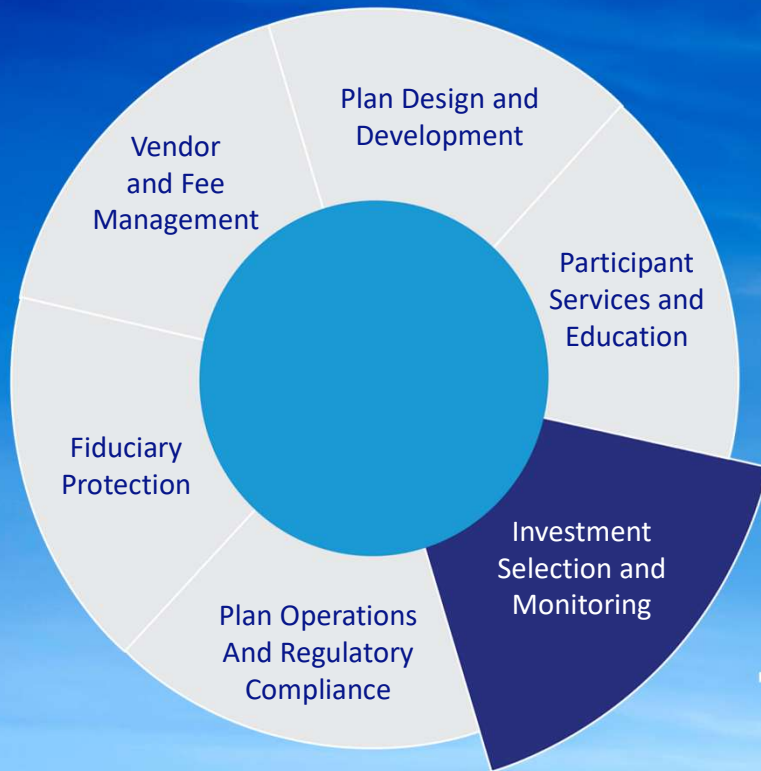 Plan Design and
Development
Participant
Services and
Education
Investment
Selection and
Monitoring
Plan Operations
And Regulatory
Compliance
Fiduciary
Protection
Vendor
and Fee
Management